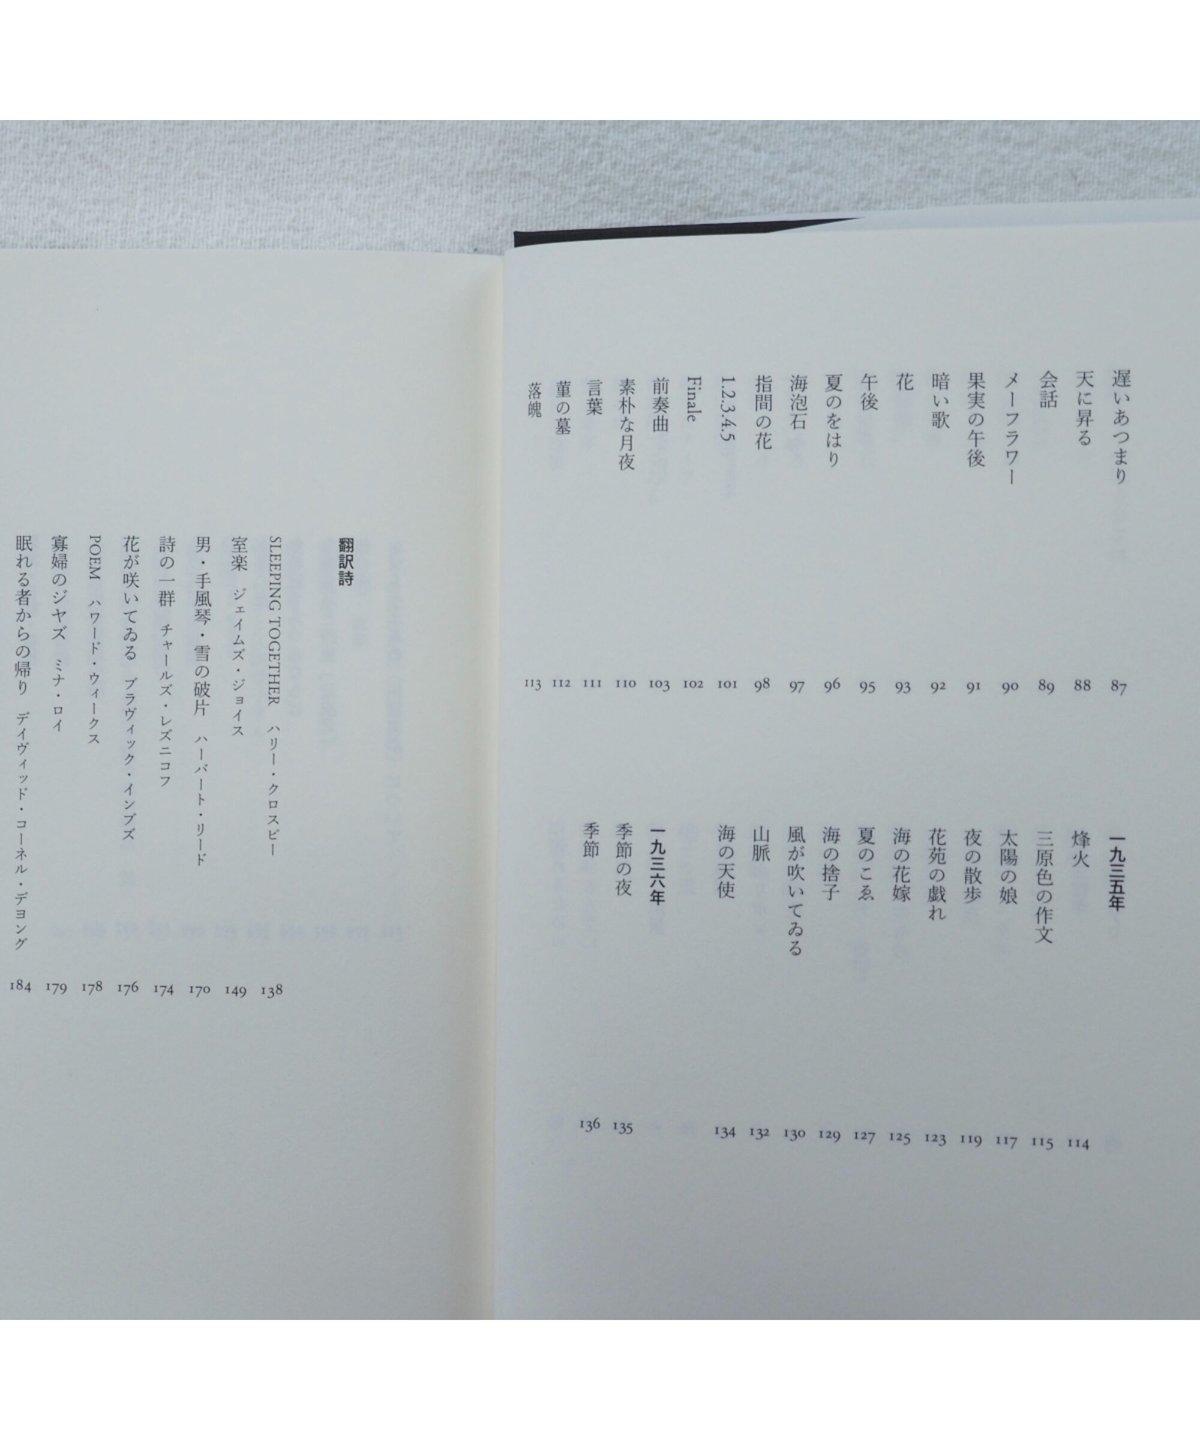 遅いあつまり 87
天に昇る 88
会話 89
メーフラワー 90
果実の午後 91
暗い歌 92
花 93
午後 95
夏のをはり 96
海泡石 97
指間の花 98
1.2.3.4.5 101
Finale 102
前奏曲 103
素朴な月夜 110
言葉 111
菫の墓 112
落魄 113
一九三五年
烽火 114
三原色の作文 115
太陽の娘 117
夜の散歩 119
花苑の戯れ 123
海の花嫁 125
夏のこゑ 127
海の捨子 129
風が吹いてゐる 130
山脈 132
海の天使 134
一九三六年
季節の夜 135
季節 136
翻訳詩
SLEEPING TOGETHER ハリー・クロスビー 138
室楽 ジェイムズ・ジョイス 149
男・手風琴・雪の破片 ハーバート・リード 170
詩の一群 チャールズ・レズニコフ 174
花が咲いてゐる ブラヴィック・インブズ 176
POEM ハワード・ウィークス 178
寡婦のジヤズ ミナ・ロイ 179
眠れる者からの帰り デイヴィッド・コーネル・デヨング 184